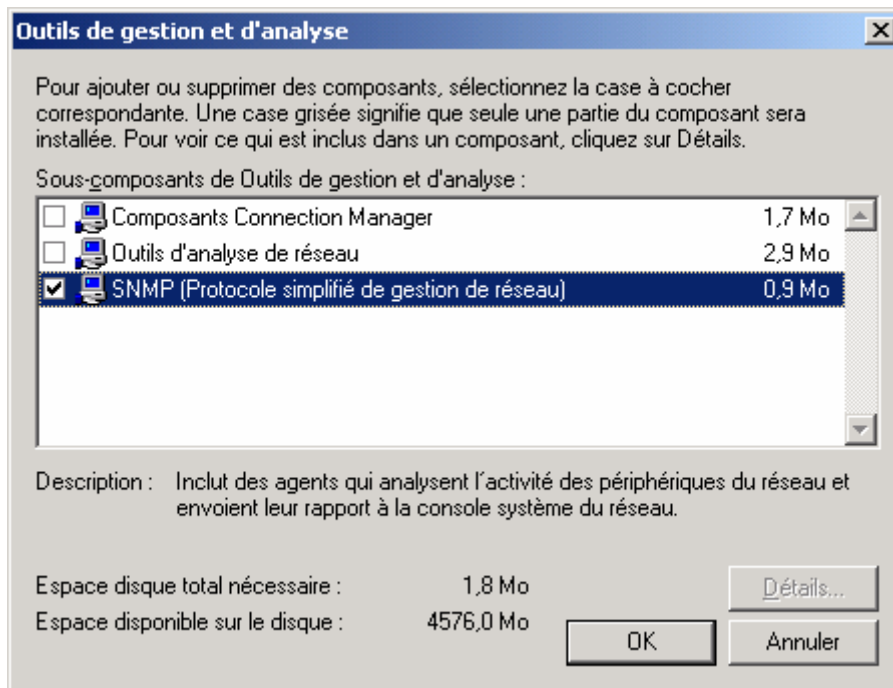 Outils de gestion et d'analyse
Pour ajouter ou supprimer des composants, sélectionnez la case à cocher
correspondante. Une case grisée signifie que seule une partie du composant sera
installée. Pour voir ce qui est inclus dans un composant, cliquez sur Détails.
Sous-composants de Outils de gestion et d'analyse :
Composants Connection Manager 1,7 Mo
Outils d'analyse de réseau 2,9 Mo
SNMP (Protocole simplifié de gestion de réseau) 0,9 Mo
Description : Inclut des agents qui analysent l'activité des périphériques du réseau et
envoient leur rapport à la console système du réseau.
Espace disque total nécessaire : 1,8 Mo
Détails...
Espace disponible sur le disque : 4576,0 Mo
OK
Annuler